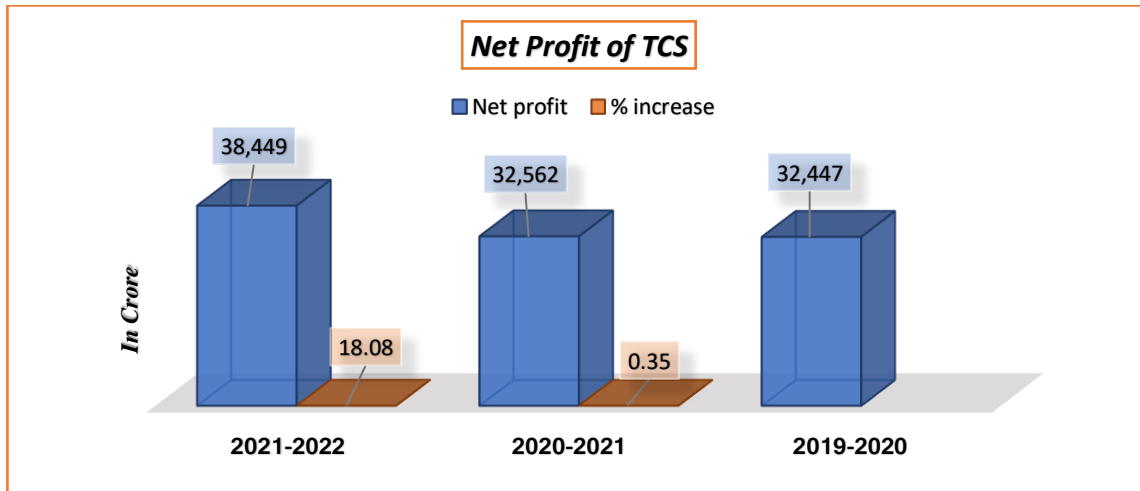 Net Profit of TCS
Net profit % increase
38,449
32,562
32,447
18.08
0.35
In Crore
2021-2022 2020-2021 2019-2020